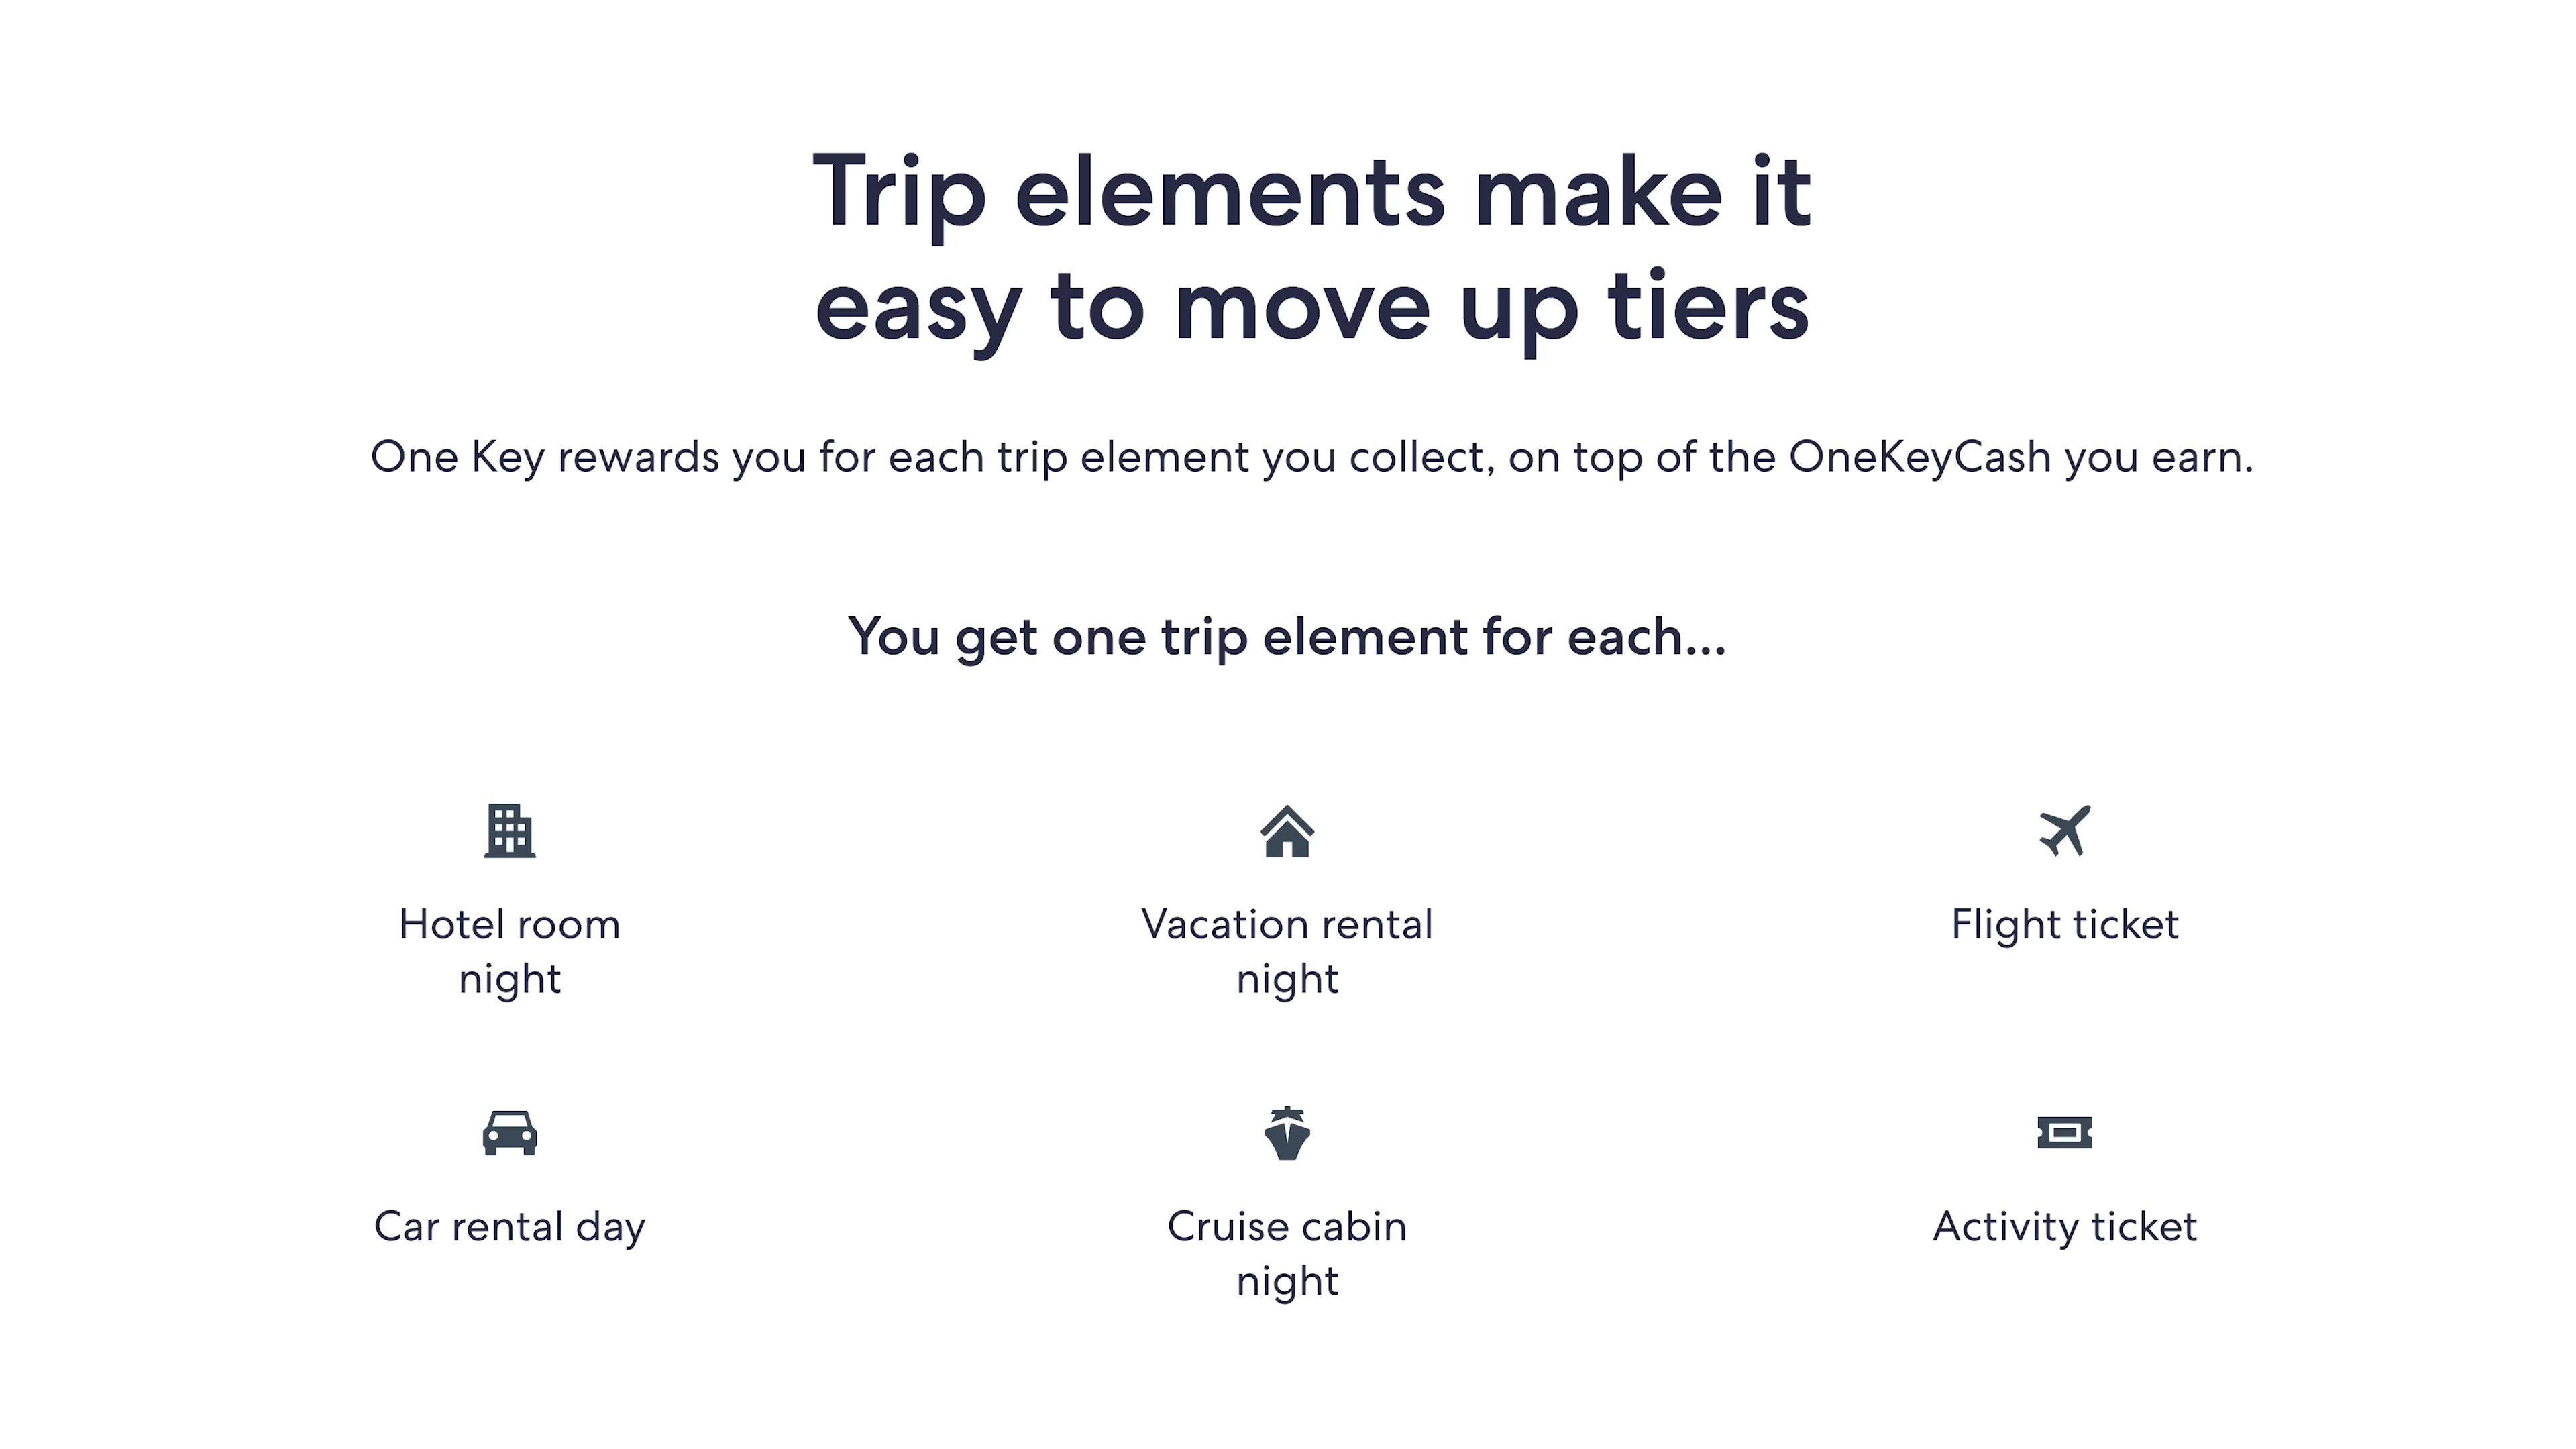 Trip elements make it
easy to move up tiers
One Key rewards you for each trip element you collect, on top of the OneKeyCash you earn.
You get one trip element for each...
Hotel room
night
Vacation rental
night
Flight ticket
Car rental day
Cruise cabin
night
Activity ticket